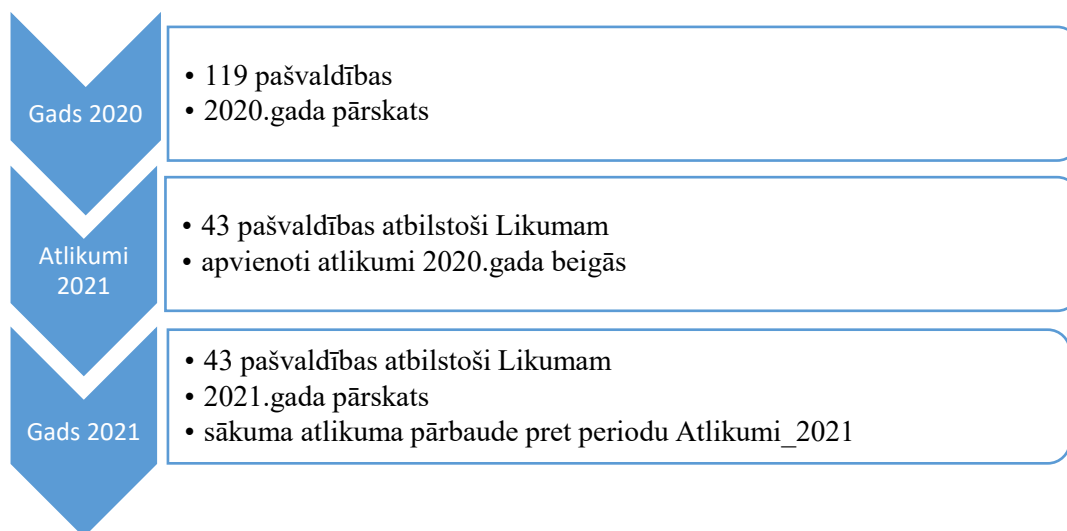 Gads 2020
• 119 pašvaldības
• 2020.gada pārskats
Atlikumi
2021
• 43 pašvaldības atbilstoši Likumam
• apvienoti atlikumi 2020.gada beigās
Gads 2021
• 43 pašvaldības atbilstoši Likumam
• 2021.gada pārskats
• sākuma atlikuma pārbaude pret periodu Atlikumi_2021